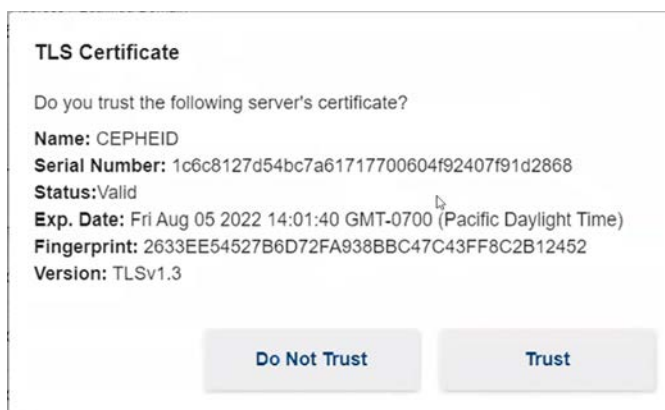 TLS Certificate
Do you trust the following server's certificate?
Name: CEPHEID
Serial Number: 1c6c8127d54bc7a61717700604f92407f91d2868
Status:Valid
Exp. Date: Fri Aug 05 2022 14:01:40 GMT-0700 (Pacific Daylight Time)
Fingerprint: 2633EE54527B6D72FA938BBC47C43FF8C2B12452
Version: TLSv1.3
Do Not Trust Trust